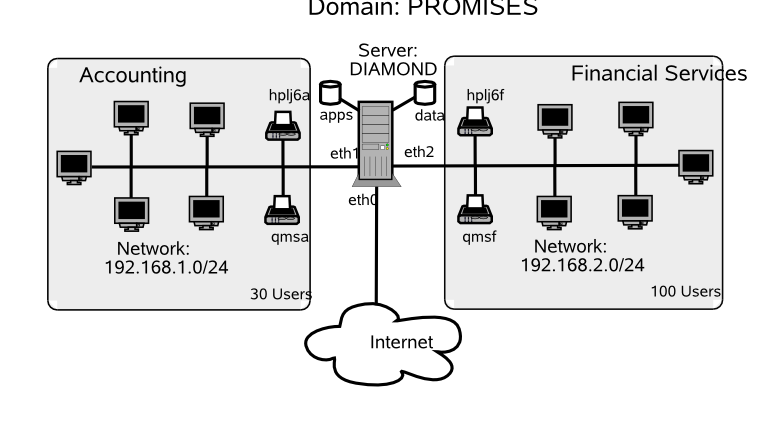 Domain: PROMISES
Server:
DIAMOND
Accounting
Financial Services
hplj6a
hplj6f
apps
data
eth1
eth2
eth0
qmsa
qmsf
Network:
192.168.1.0/24
Network:
192.168.2.0/24
30 Users
100 Users
Internet